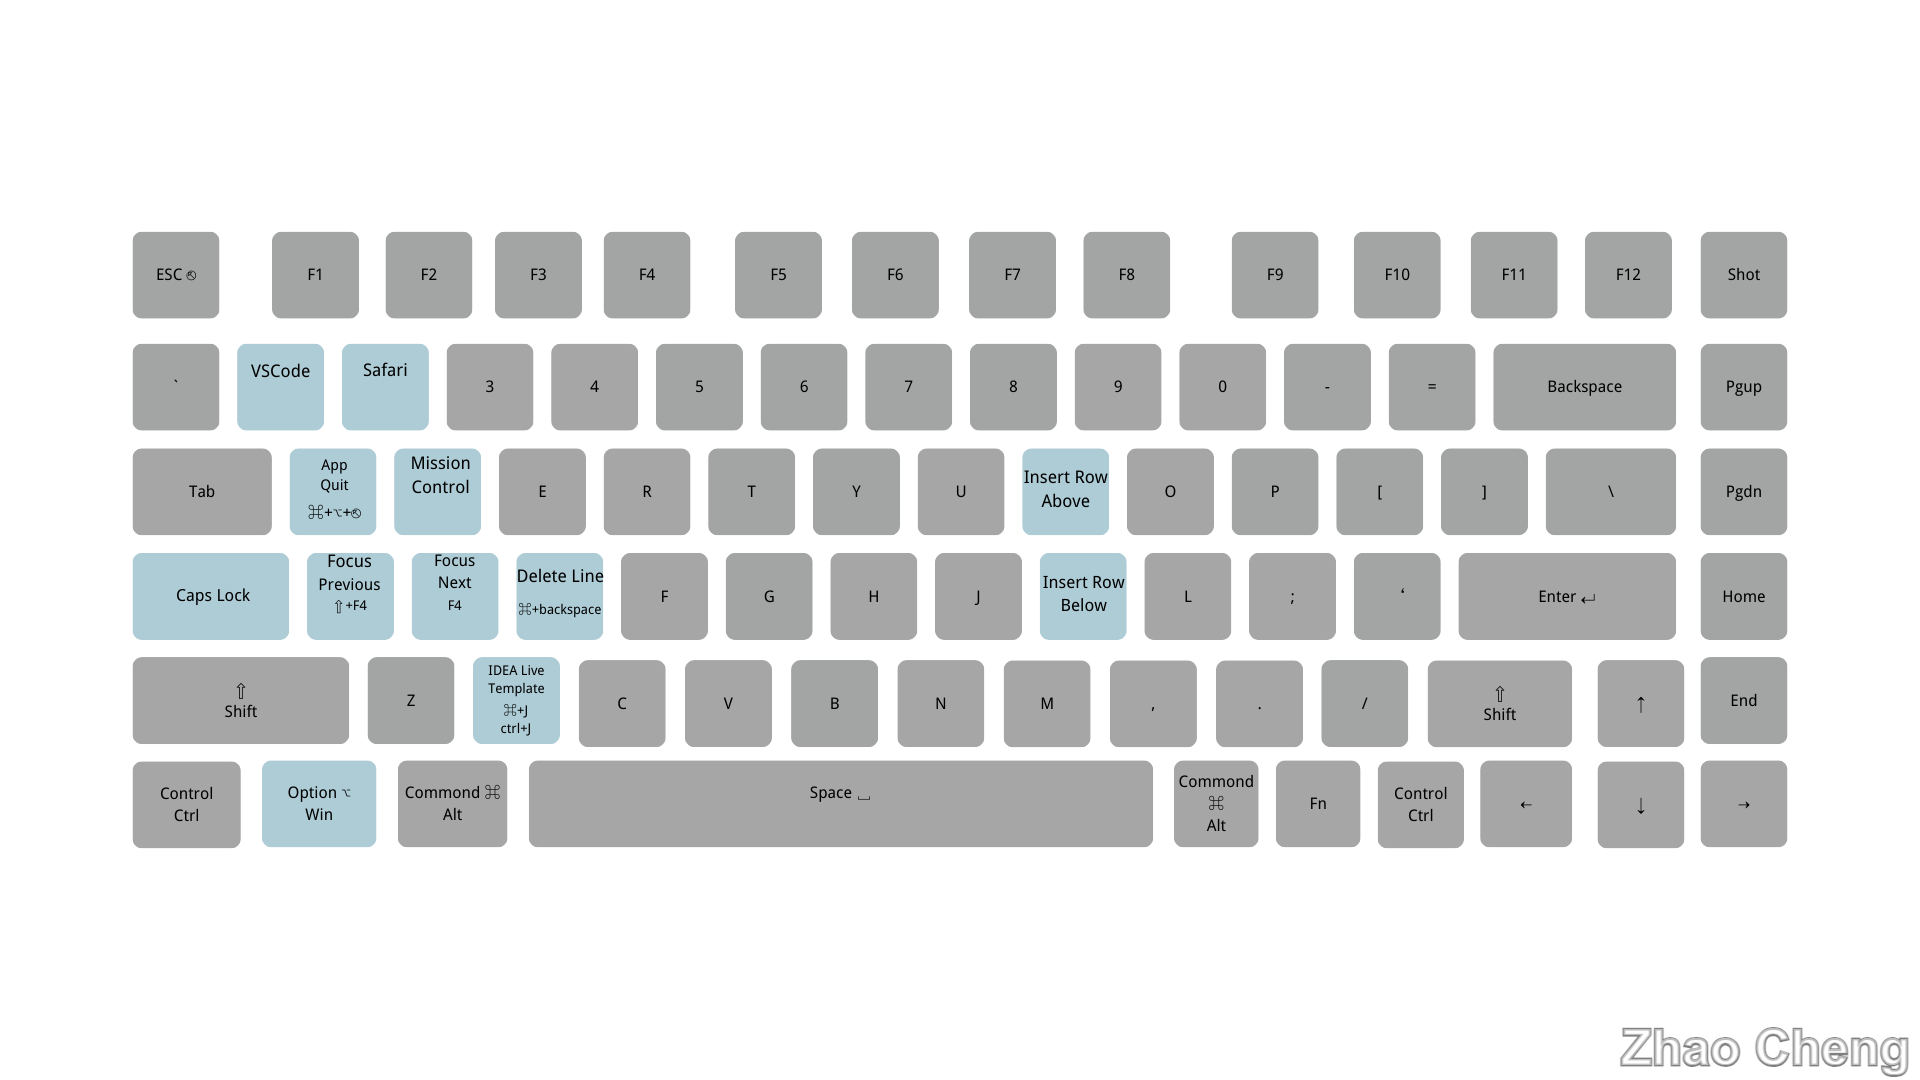 ESC ⎋ F1 F2 F3 F4 F5 F6 F7 F8 F9 F10 F11 F12 Shot
` VSCode Safari 3 4 5 6 7 8 9 0 - = Backspace Pgup
Tab
App
Quit
⌘+⌥+⎋
Mission
Control
E R T Y U
Insert Row
Above
O P [ ] \ Pgdn
Caps Lock
Focus
Previous
⇧+F4
Focus
Next
F4
Delete Line
⌘+backspace
F G H J
Insert Row
Below
L ; ‘ Enter ↵ Home
⇧
Shift
Z
IDEA Live
Template
⌘+J
ctrl+J
C V B N M , . /
⇧
Shift
↑ End
Control
Ctrl
Option ⌥
Win
Commond ⌘
Alt
Space ⎵
Commond
⌘
Alt
Fn
Control
Ctrl
← ↓ →
Zhao Cheng